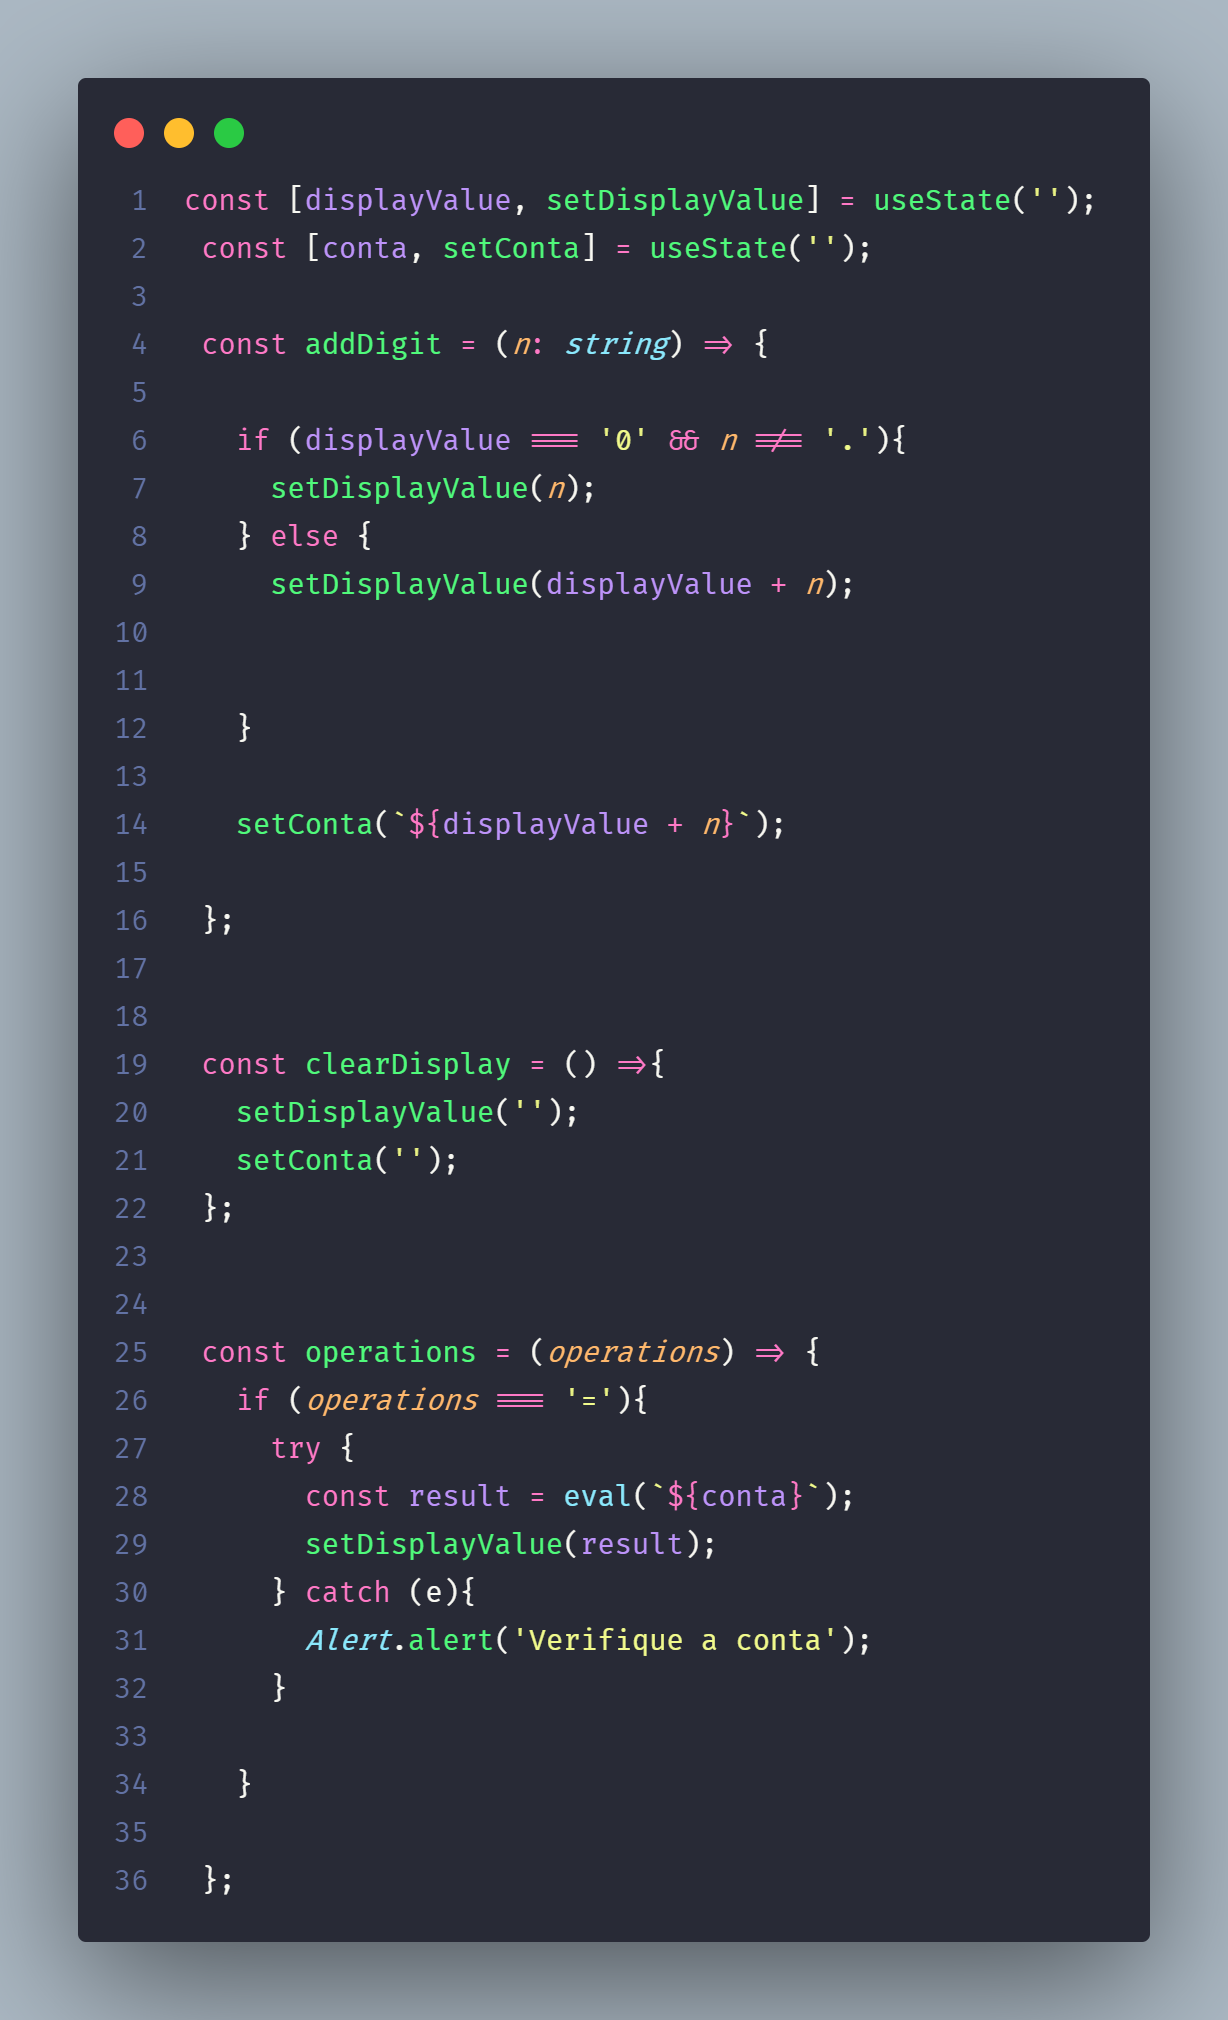 1 const [displayValue, setDisplayValue] = useState('');
2 const [conta, setConta] = useState('');
3
4 const addDigit = (n: string) => {
5
6 if (displayValue === '0' && n !== '.'){
7 setDisplayValue(n);
8 } else {
9 setDisplayValue(displayValue + n);
10
11
12 }
13
14 setConta(`${displayValue + n}`);
15
16 };
17
18
19 const clearDisplay = () =>{
20 setDisplayValue('');
21 setConta('');
22 };
23
24
25 const operations = (operations) => {
26 if (operations === '='){
27 try {
28 const result = eval(`${conta}`);
29 setDisplayValue(result);
30 } catch (e){
31 Alert.alert('Verifique a conta');
32 }
33
34 }
35
36 };